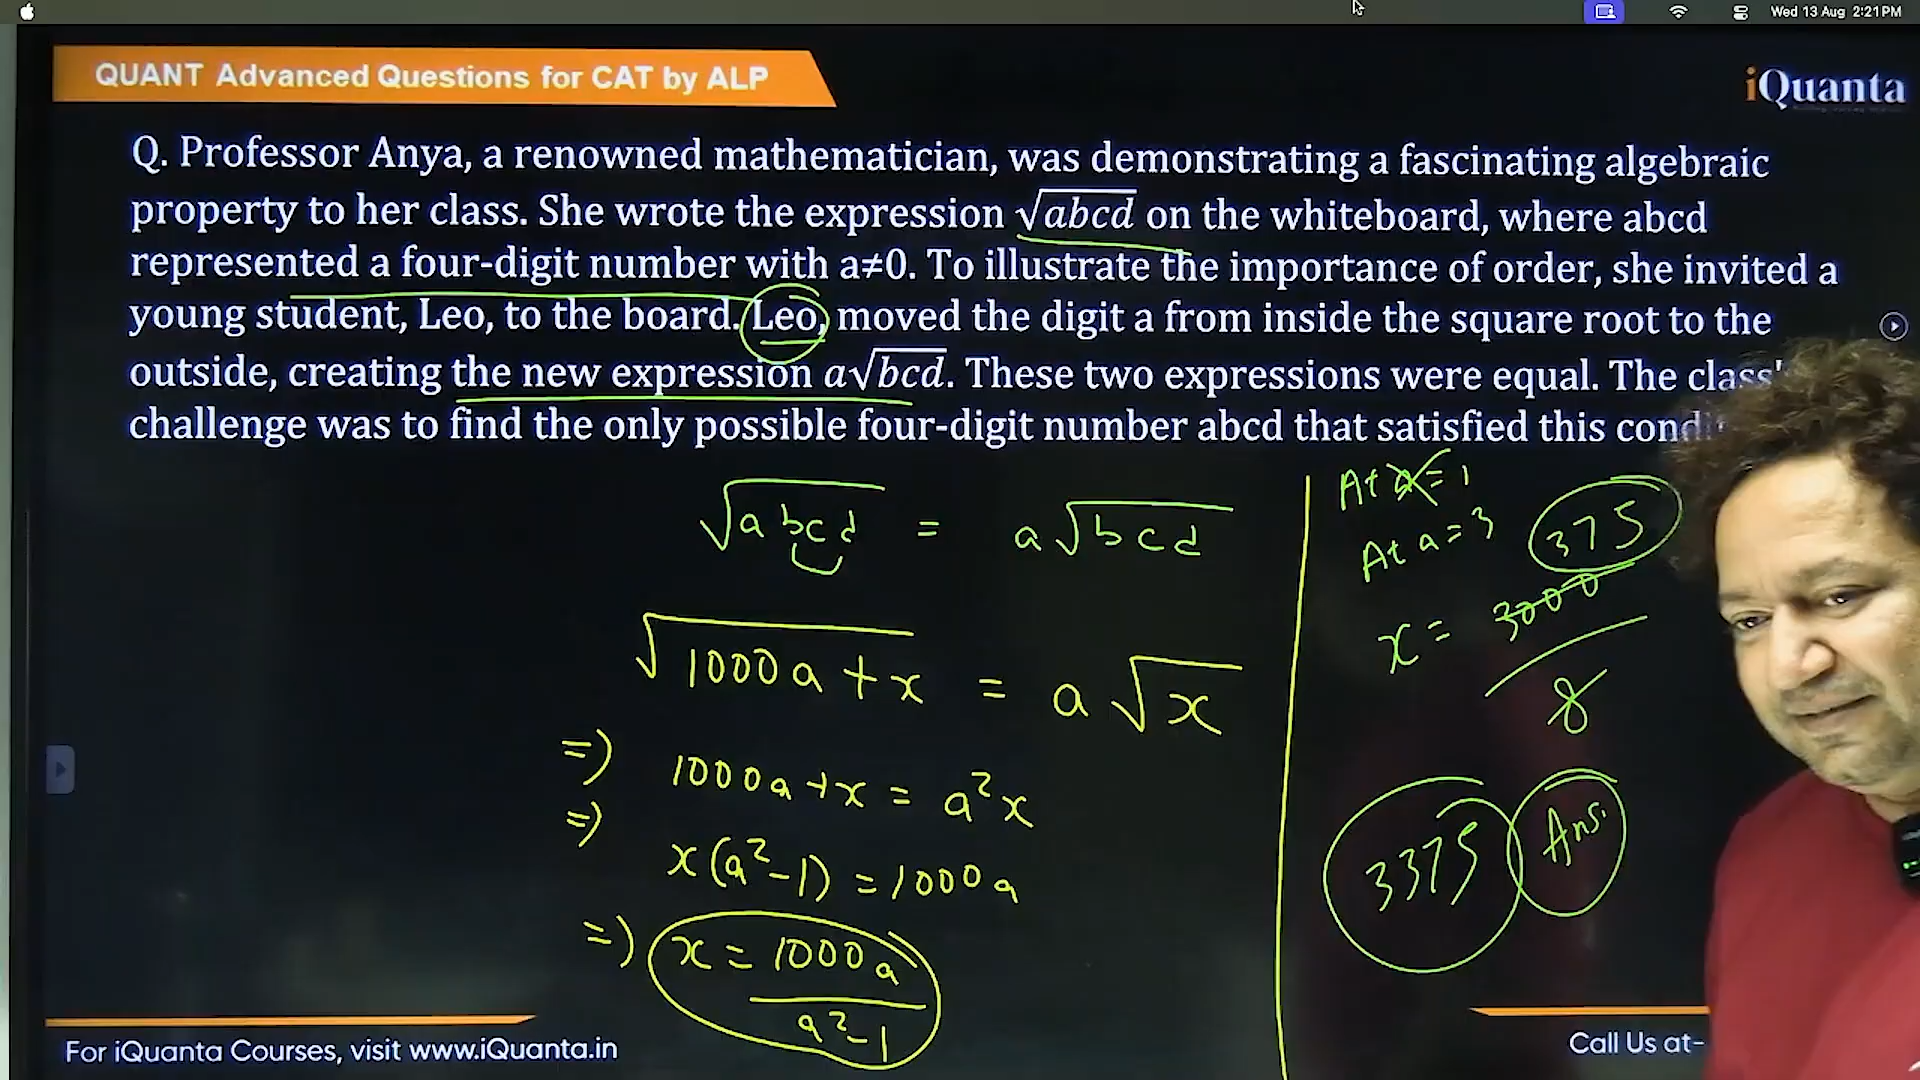 Wed 13 Aug 2:21 PM
QUANT Advanced Questions for CAT by ALP
iQuanta
Q. Professor Anya, a renowned mathematician, was demonstrating a fascinating algebraic
property to her class. She wrote the expression √abcd on the whiteboard, where abcd
represented a four-digit number with a≠0. To illustrate the importance of order, she invited a
young student, Leo, to the board. Leo, moved the digit a from inside the square root to the
outside, creating the new expression a√bcd. These two expressions were equal. The class'
challenge was to find the only possible four-digit number abcd that satisfied this
√abcd = a√bcd
√1000a + x = a√x
=) 1000a + x = a²x
=) x(a² - 1) = 1000a
=) x = 1000a
a² - 1
At a = 1
At a = 3 375
x = 3000
8
3375 Ans.
For iQuanta Courses, visit www.iQuanta.in
Call Us at-